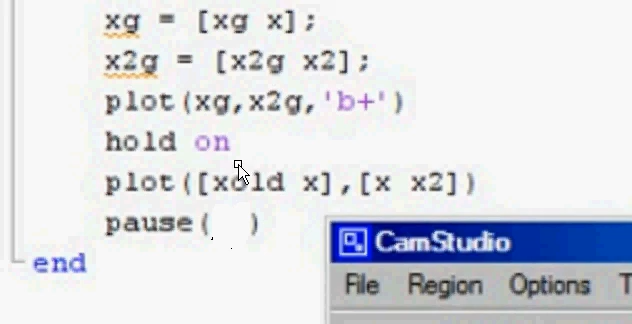 xg = [xg x];
x2g = [x2g x2];
plot(xg,x2g,'b+')
hold on
plot([xold x],[x x2])
pause( )
end
CamStudio
File Region Options